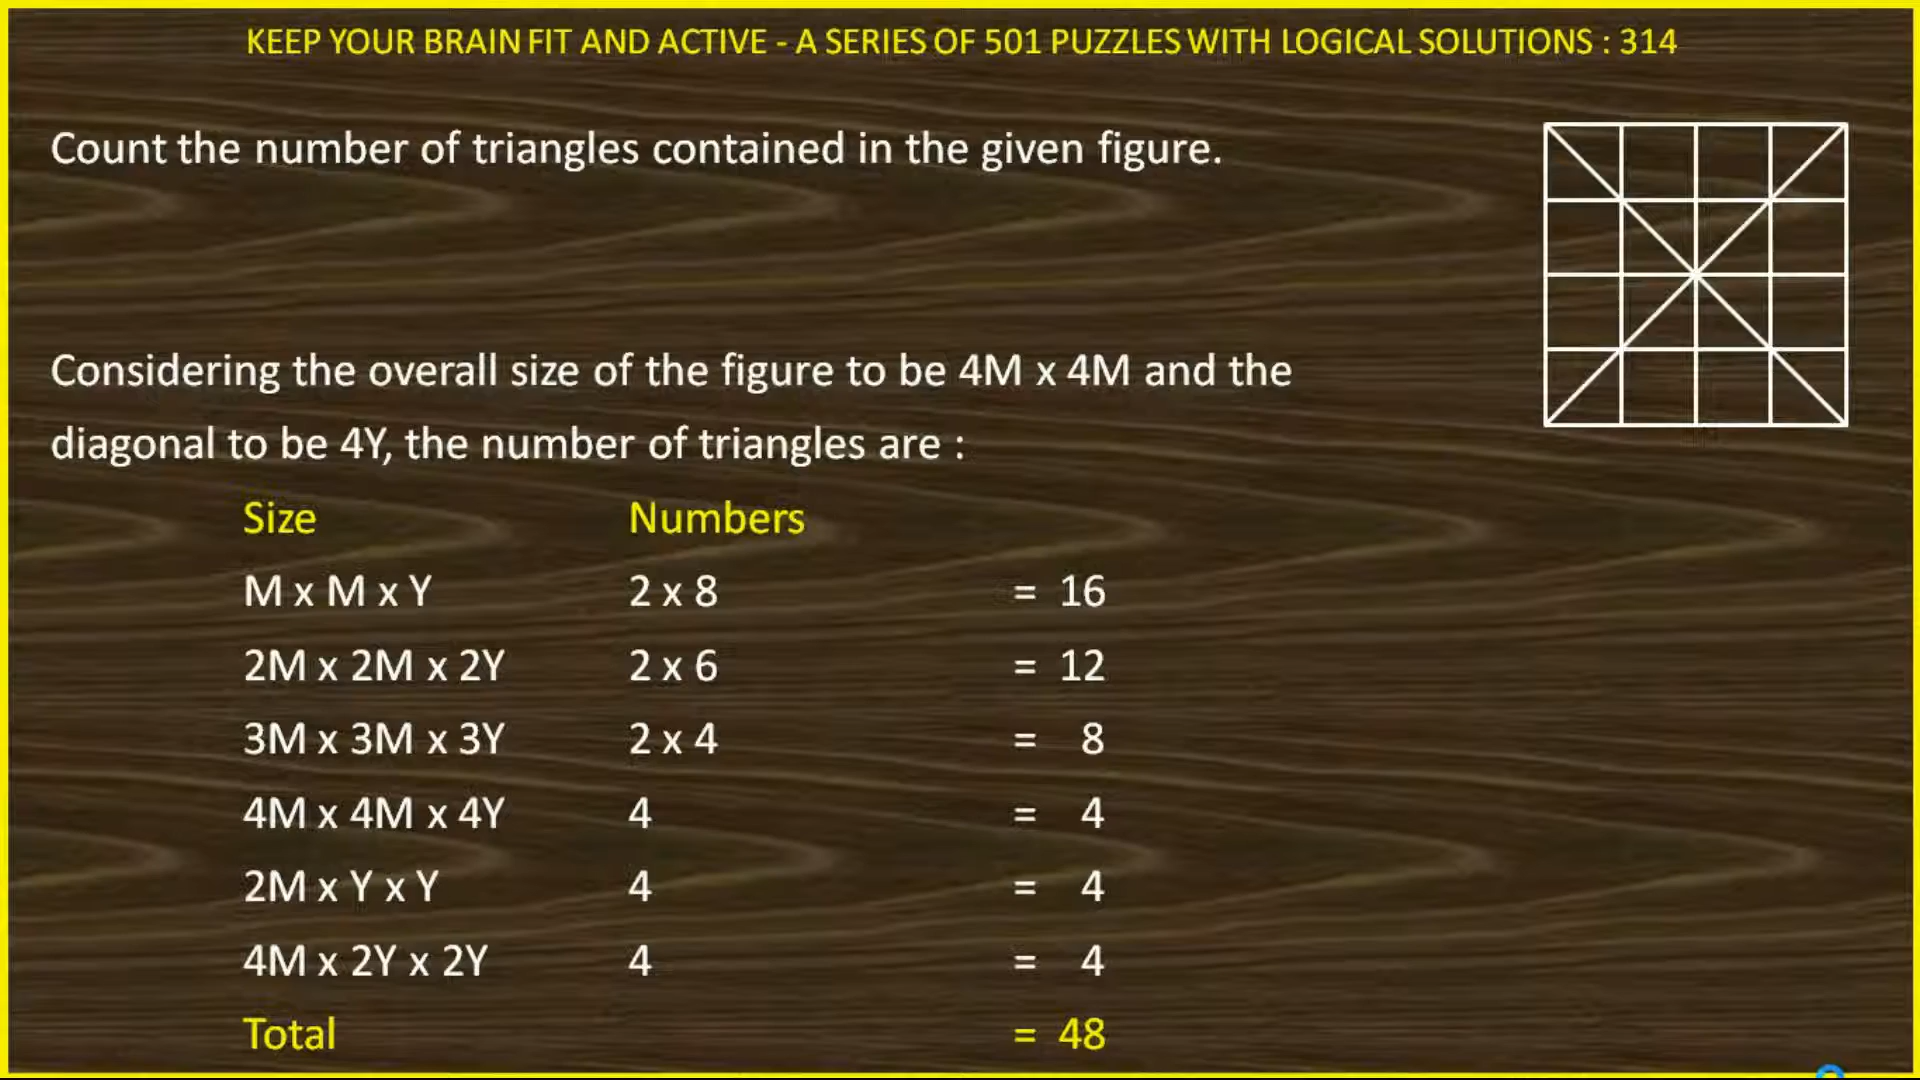 KEEP YOUR BRAIN FIT AND ACTIVE - A SERIES OF 501 PUZZLES WITH LOGICAL SOLUTIONS : 314
Count the number of triangles contained in the given figure.
Considering the overall size of the figure to be 4M x 4M and the
diagonal to be 4Y, the number of triangles are :
Size Numbers
M x M x Y 2 x 8 = 16
2M x 2M x 2Y 2 x 6 = 12
3M x 3M x 3Y 2 x 4 = 8
4M x 4M x 4Y 4 = 4
2M x Y x Y 4 = 4
4M x 2Y x 2Y 4 = 4
Total = 48